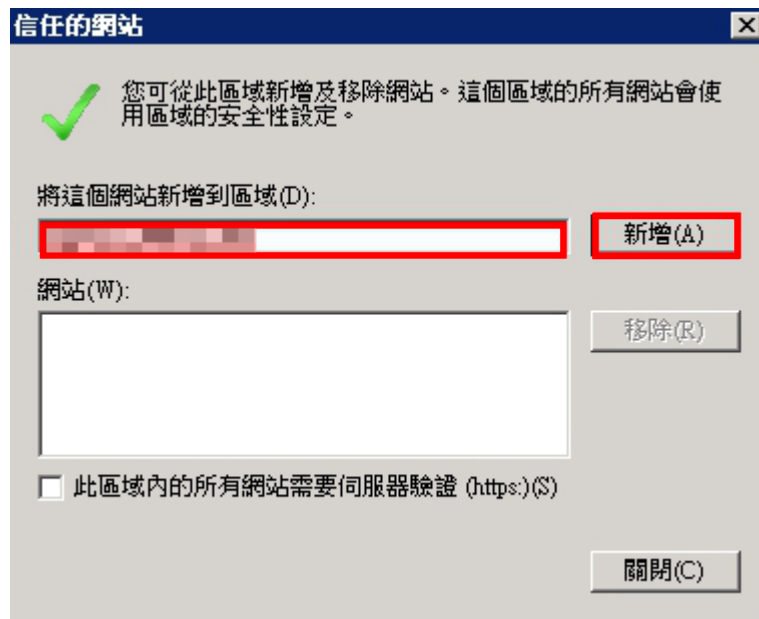 信任的網站
您可從此區域新增及移除網站。這個區域的所有網站會使
用區域的安全性設定。
將這個網站新增到區域(D):
新增(A)
網站(W):
移除(R)
此區域內的所有網站需要伺服器驗證 (https:)(S)
關閉(C)